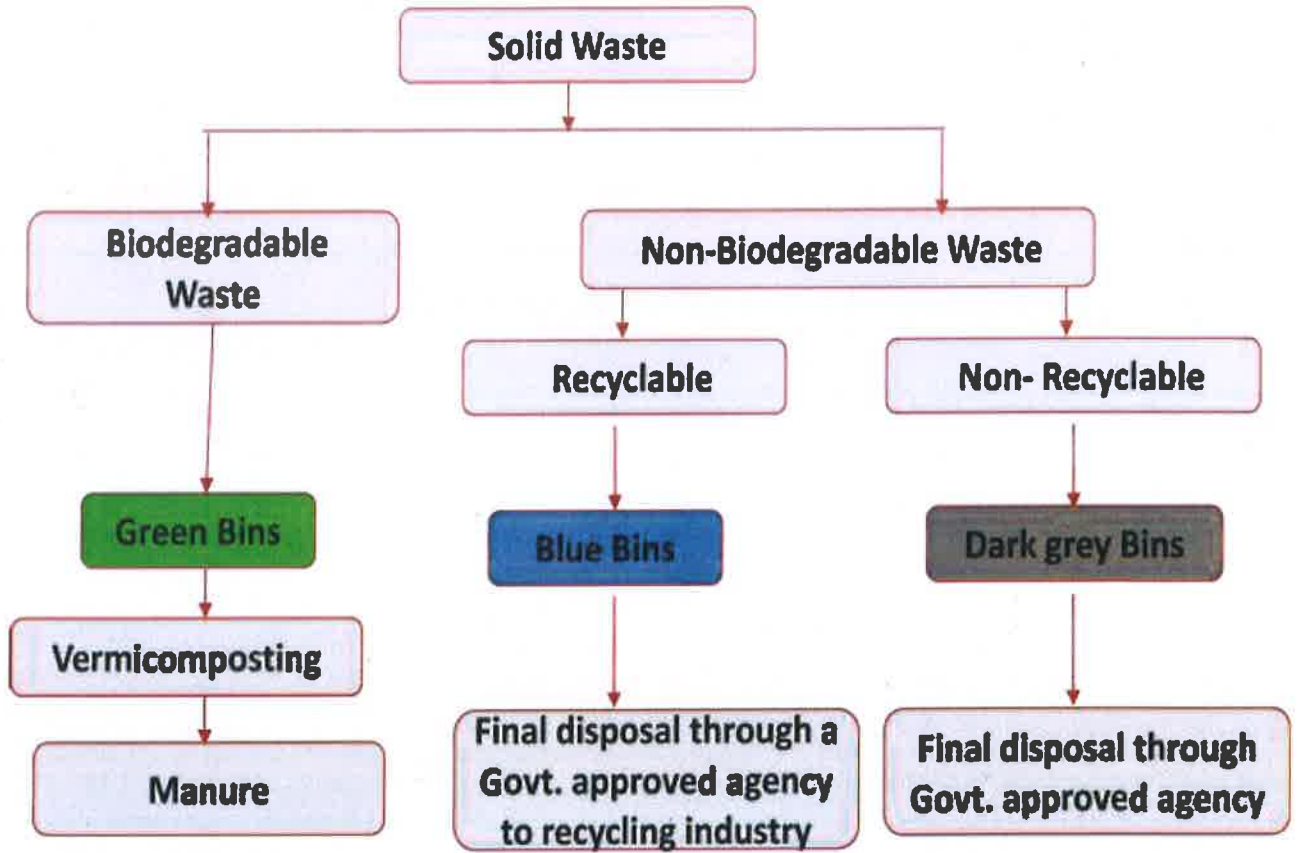 Solid Waste
Biodegradable
Waste
Non-Biodegradable Waste
Recyclable
Non- Recyclable
Green Bins
Blue Bins
Dark grey Bins
Vermicomposting
Manure
Final disposal through a
Govt. approved agency
to recycling industry
Final disposal through
Govt. approved agency